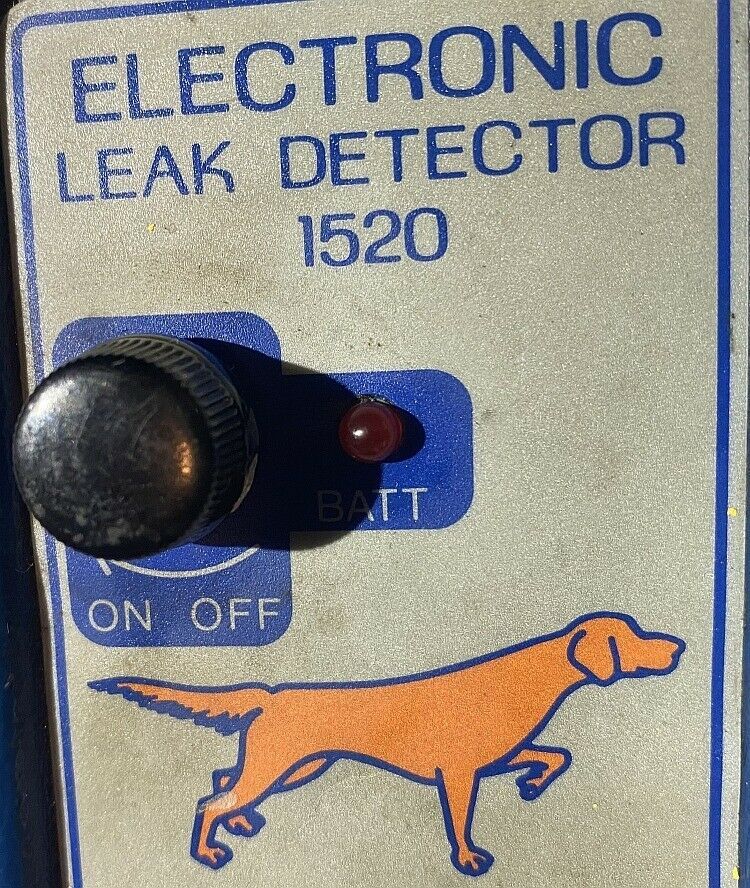 ELECTRONIC
LEAK DETECTOR
1520
BATT
ON OFF